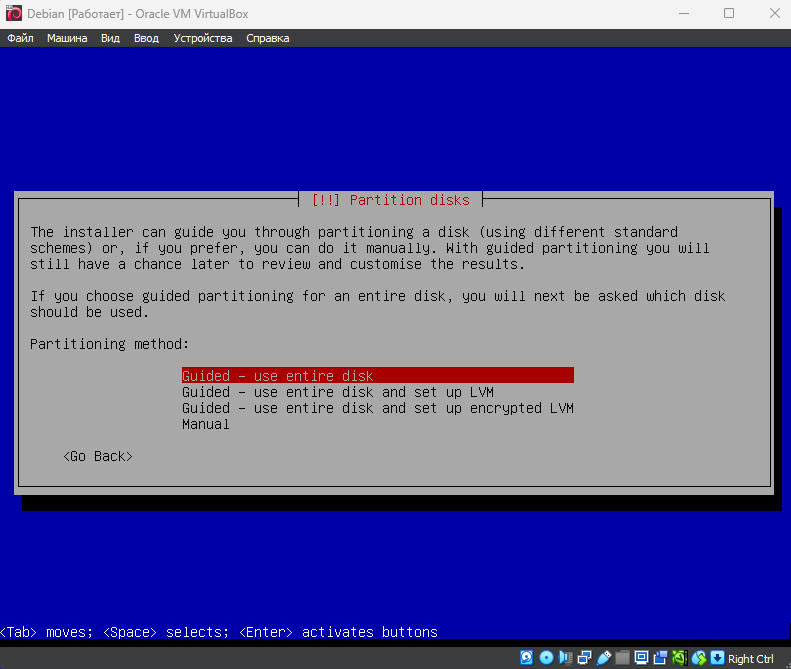 Debian [Работает] - Oracle VM VirtualBox
Файл Машина Вид Ввод Устройства Справка
[!!] Partition disks
The installer can guide you through partitioning a disk (using different standard
schemes) or, if you prefer, you can do it manually. With guided partitioning you will
still have a chance later to review and customise the results.
If you choose guided partitioning for an entire disk, you will next be asked which disk
should be used.
Partitioning method:
Guided - use entire disk
Guided - use entire disk and set up LVM
Guided - use entire disk and set up encrypted LVM
Manual
<Go Back>
<Tab> moves; <Space> selects; <Enter> activates buttons
Right Ctrl